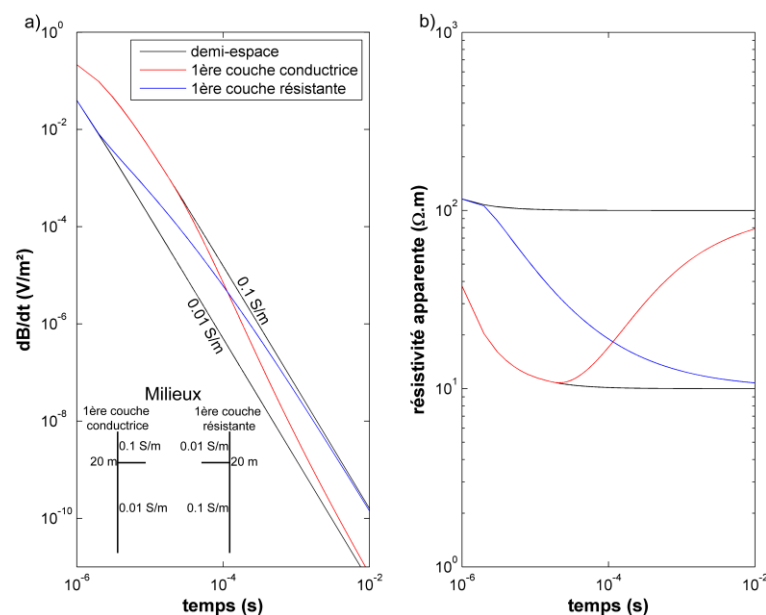 a)
10^0
10^-2
10^-4
10^-6
10^-8
10^-10
dB/dt (V/m²)
demi-espace
1ère couche conductrice
1ère couche résistante
0.1 S/m
0.01 S/m
Milieux
1ère couche
conductrice
1ère couche
résistante
0.1 S/m
0.01 S/m
20 m
20 m
0.01 S/m
0.1 S/m
10^-6
10^-4
10^-2
temps (s)
b)
10^3
10^2
10^1
10^0
résistivité apparente (Ω.m)
10^-6
10^-4
10^-2
temps (s)